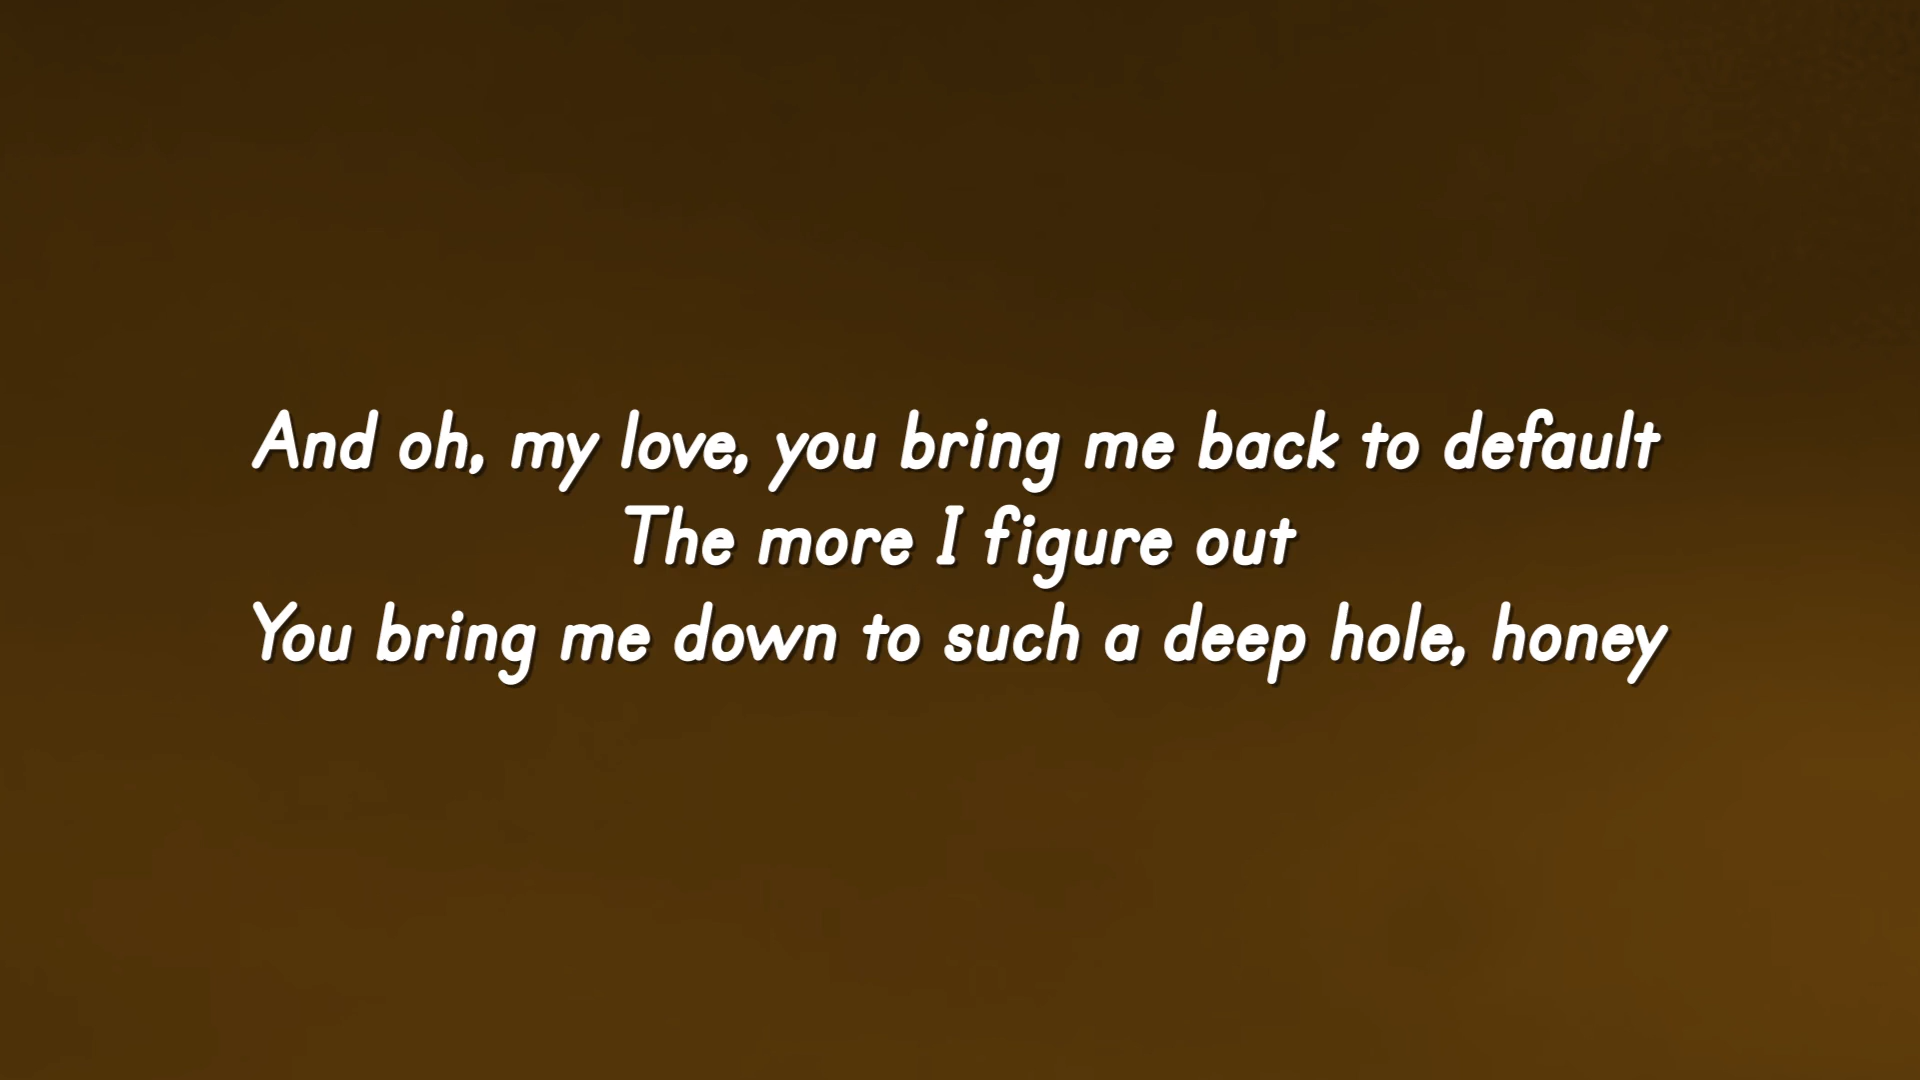 And oh, my love, you bring me back to default
The more I figure out
You bring me down to such a deep hole, honey